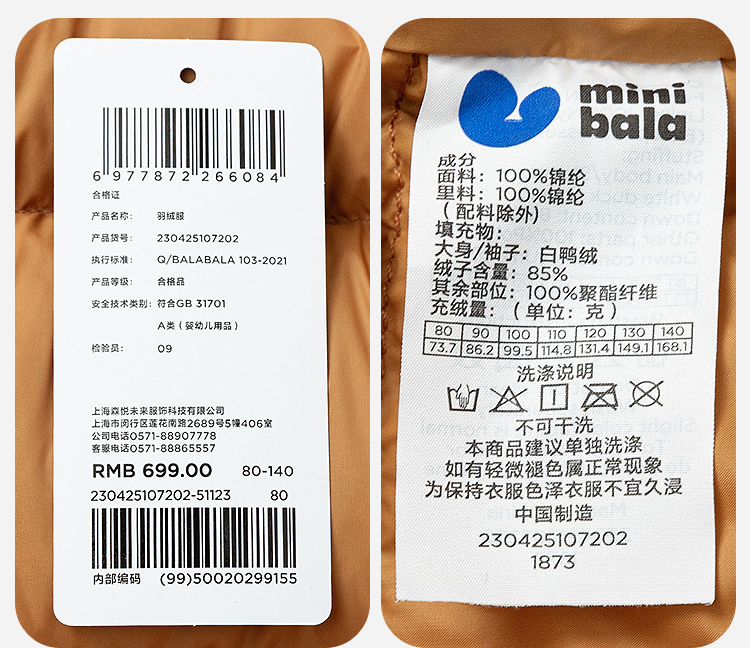 6 977872 266084
合格证
产品名称: 羽绒服
产品货号: 230425107202
执行标准: Q/BALABALA 103-2021
产品等级: 合格品
安全技术类别: 符合GB 31701
A类(婴幼儿用品)
检验员: 09
上海森悦未来服饰科技有限公司
上海市闵行区莲花南路2689号5幢406室
公司电话0571-88907778
客服电话0571-88865557
RMB 699.00 80-140
230425107202-51123 80
内部编码 (99)50020299155
mini
bala
成分
面料: 100%锦纶
里料: 100%锦纶
(配料除外)
填充物:
大身/袖子: 白鸭绒
绒子含量: 85%
其余部位: 100%聚酯纤维
充绒量: (单位: 克)
80 90 100 110 120 130 140
73.7 86.2 99.5 114.8 131.4 149.1 168.1
洗涤说明
不可干洗
本商品建议单独洗涤
如有轻微褪色属正常现象
为保持衣服色泽衣服不宜久浸
中国制造
230425107202
1873